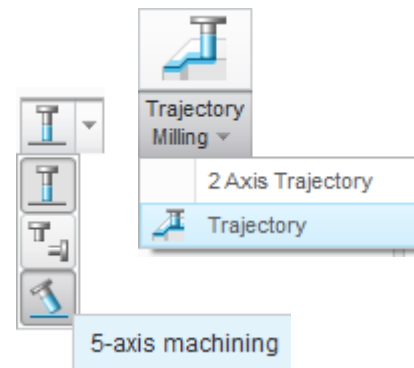 Trajectory
Milling
2 Axis Trajectory
Trajectory
5-axis machining